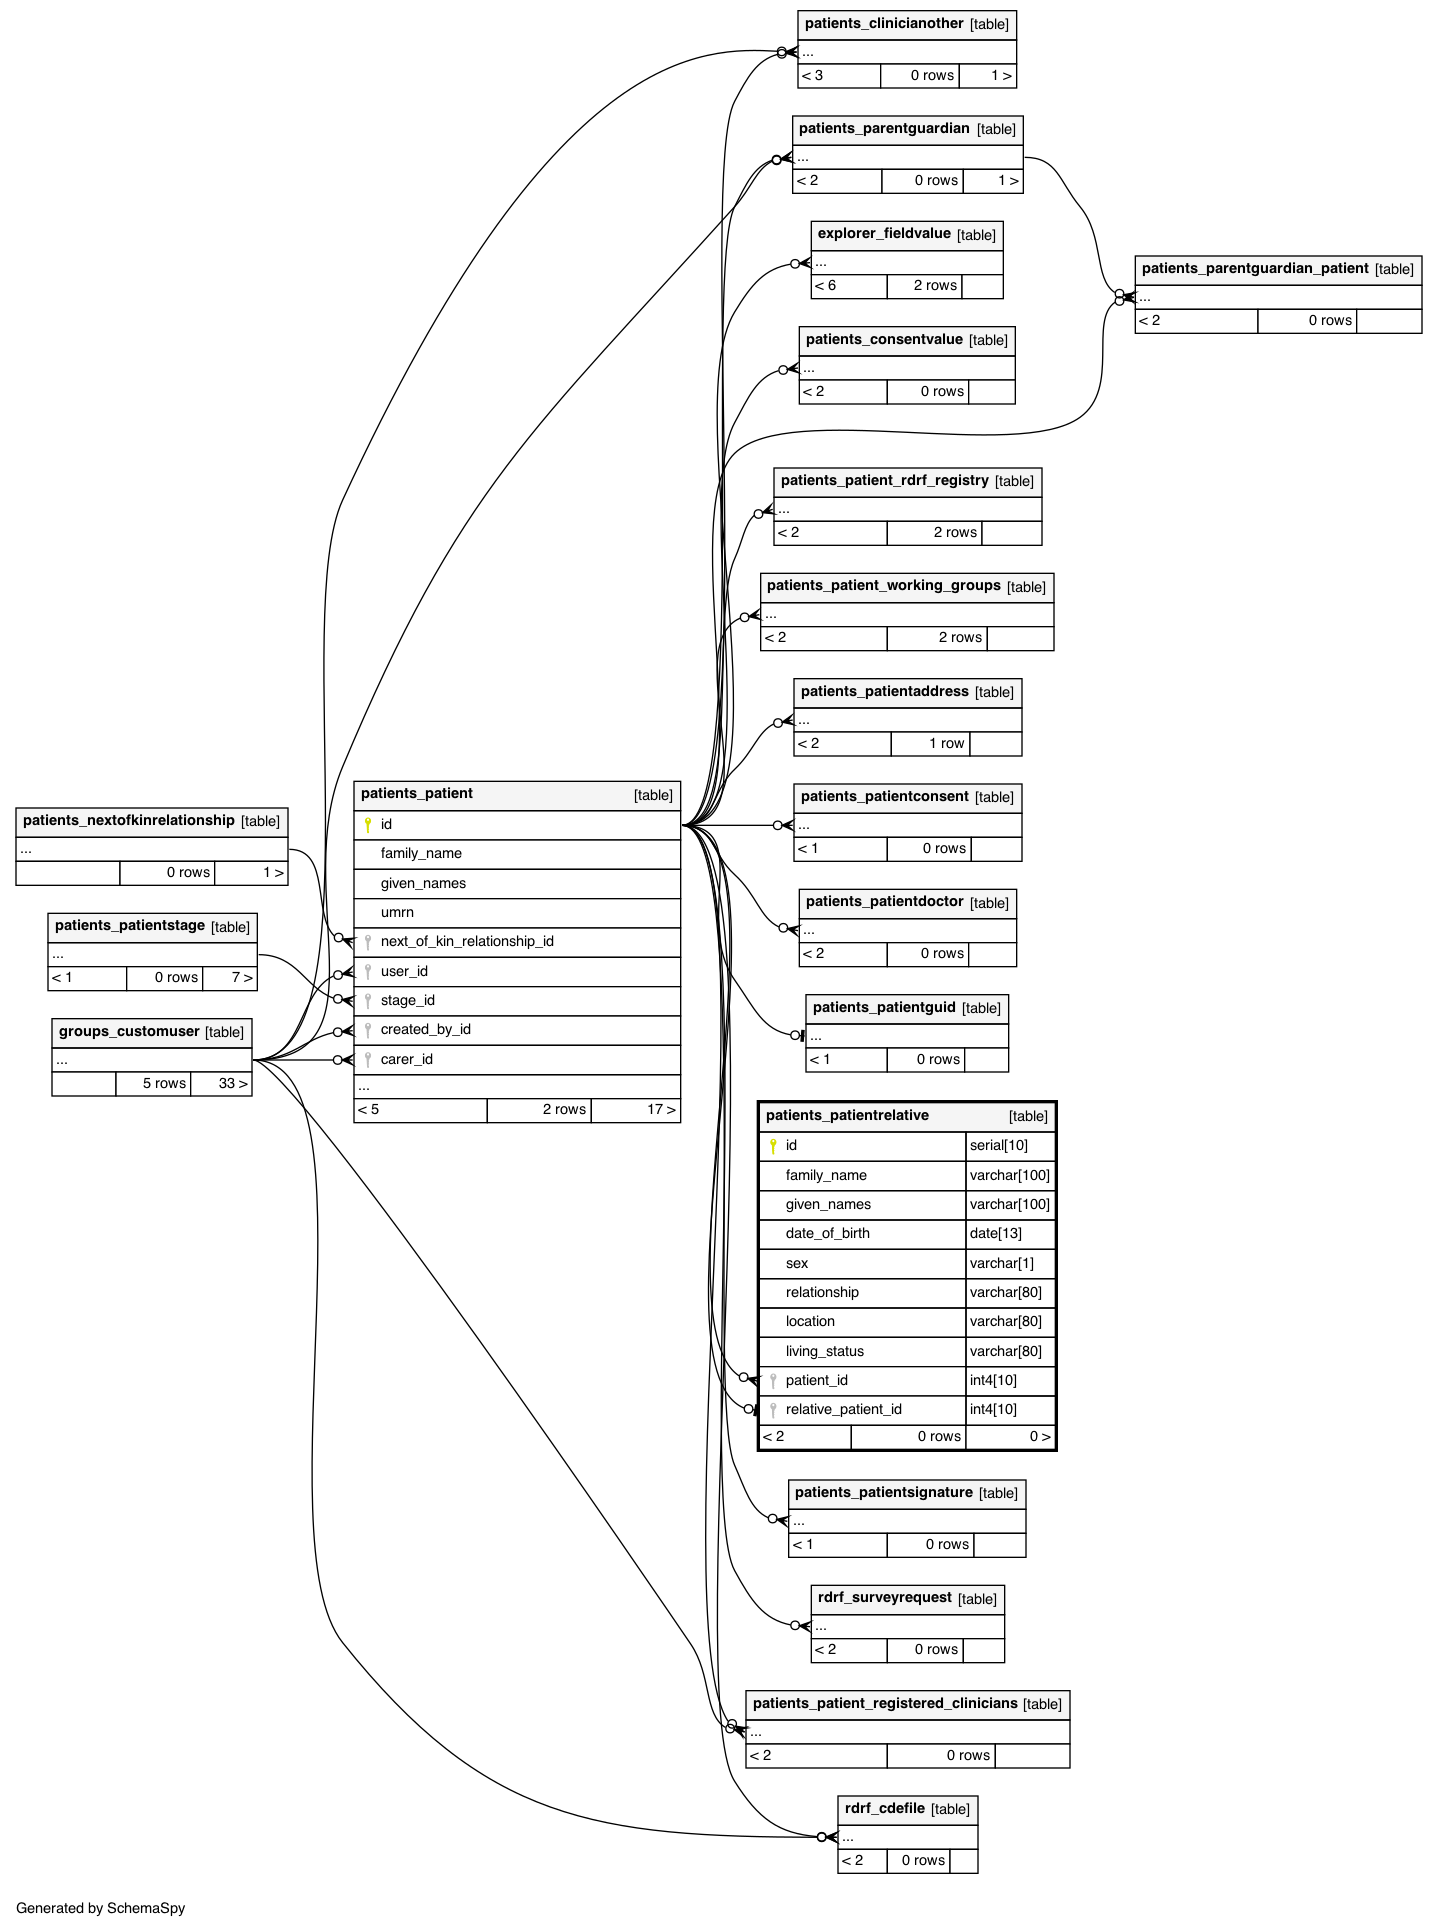 patients_clinicianother [table]
...
< 3 0 rows 1 >
patients_parentguardian [table]
...
< 2 0 rows 1 >
explorer_fieldvalue [table]
...
< 6 2 rows
patients_parentguardian_patient [table]
...
< 2 0 rows
patients_consentvalue [table]
...
< 2 0 rows
patients_patient_rdrf_registry [table]
...
< 2 2 rows
patients_patient_working_groups [table]
...
< 2 2 rows
patients_patientaddress [table]
...
< 2 1 row
patients_nextofkinrelationship [table]
...
0 rows 1 >
patients_patientstage [table]
...
< 1 0 rows 7 >
groups_customuser [table]
...
5 rows 33 >
patients_patient [table]
id
family_name
given_names
umrn
next_of_kin_relationship_id
user_id
stage_id
created_by_id
carer_id
...
< 5 2 rows 17 >
patients_patientconsent [table]
...
< 1 0 rows
patients_patientdoctor [table]
...
< 2 0 rows
patients_patientguid [table]
...
< 1 0 rows
patients_patientrelative [table]
id serial[10]
family_name varchar[100]
given_names varchar[100]
date_of_birth date[13]
sex varchar[1]
relationship varchar[80]
location varchar[80]
living_status varchar[80]
patient_id int4[10]
relative_patient_id int4[10]
< 2 0 rows 0 >
patients_patientsignature [table]
...
< 1 0 rows
rdrf_surveyrequest [table]
...
< 2 0 rows
patients_patient_registered_clinicians [table]
...
< 2 0 rows
rdrf_cdefile [table]
...
< 2 0 rows
Generated by SchemaSpy